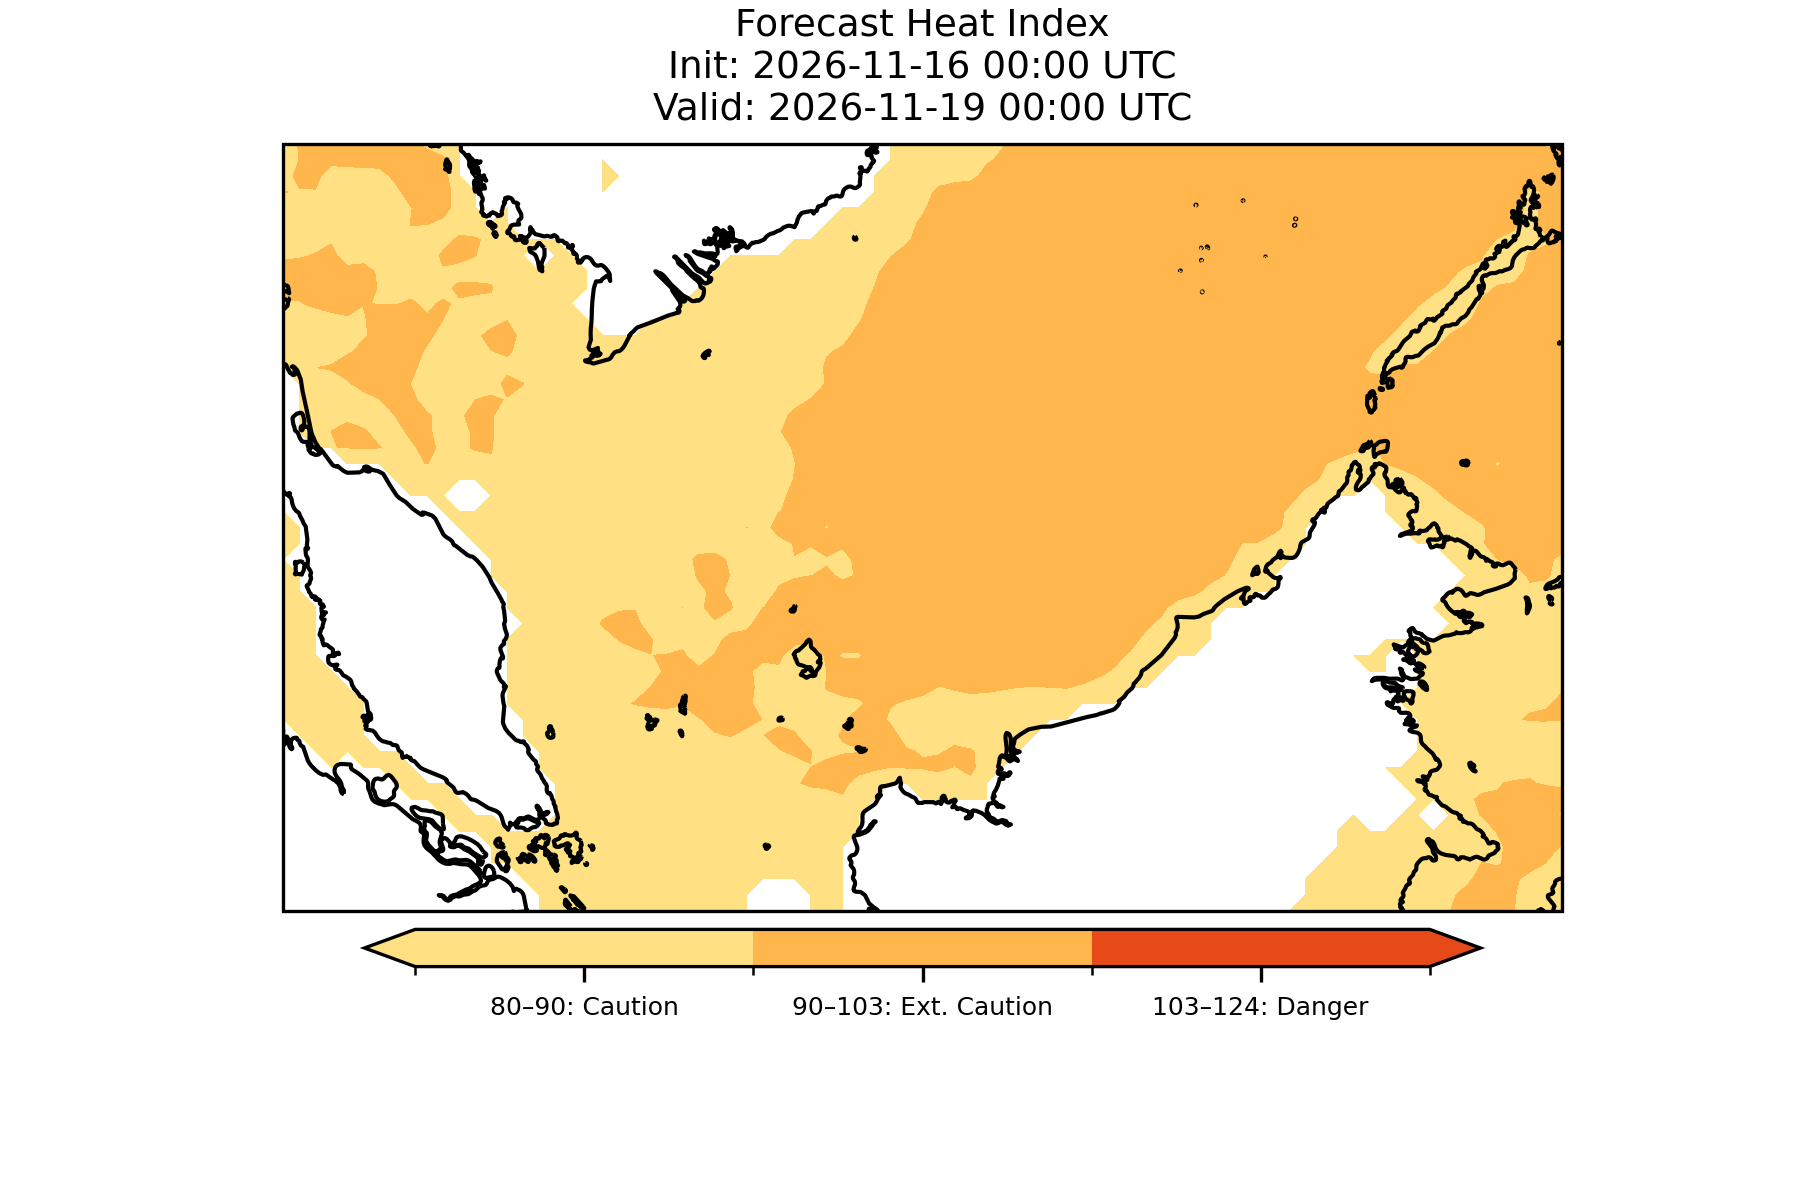 Forecast Heat Index
Init: 2026-11-16 00:00 UTC
Valid: 2026-11-19 00:00 UTC
80–90: Caution
90–103: Ext. Caution
103–124: Danger